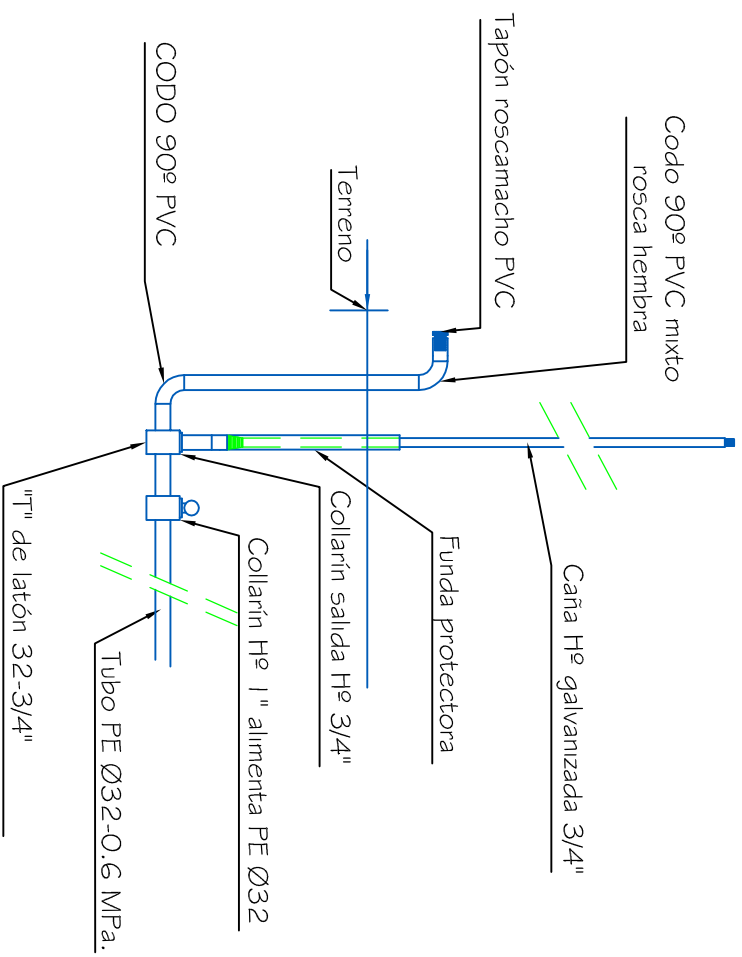 Codo 90º PVC mixto
rosca hembra
Tapón roscamacho PVC
Terreno
CODO 90º PVC
Caña Hº galvanizada 3/4"
Funda protectora
Collarín salida Hº 3/4"
Collarín Hº 1" alimenta PE Ø32
Tubo PE Ø32-0.6 MPa.
"T" de latón 32-3/4"